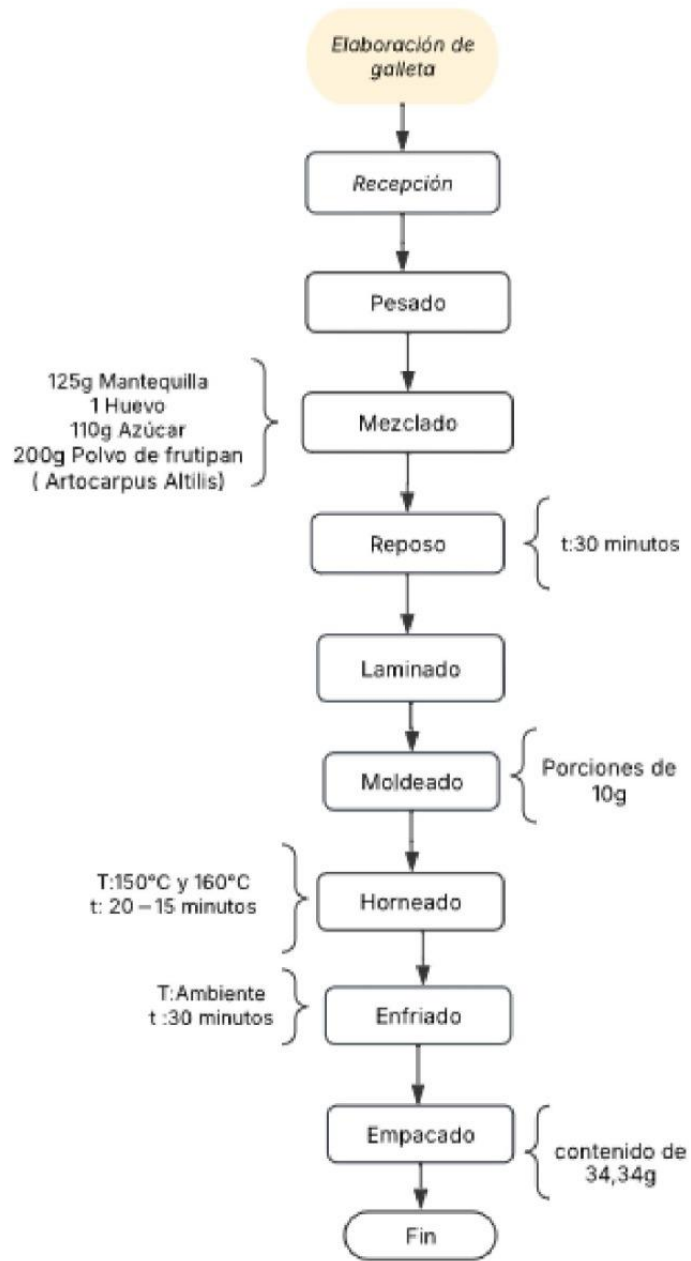 Elaboración de
galleta
Recepción
Pesado
125g Mantequilla
1 Huevo
110g Azúcar
200g Polvo de frutipan
( Artocarpus Altilis)
Mezclado
Reposo
t:30 minutos
Laminado
Moldeado
Porciones de
10g
T:150°C y 160°C
t: 20 – 15 minutos
Horneado
T:Ambiente
t :30 minutos
Enfriado
Empacado
contenido de
34,34g
Fin